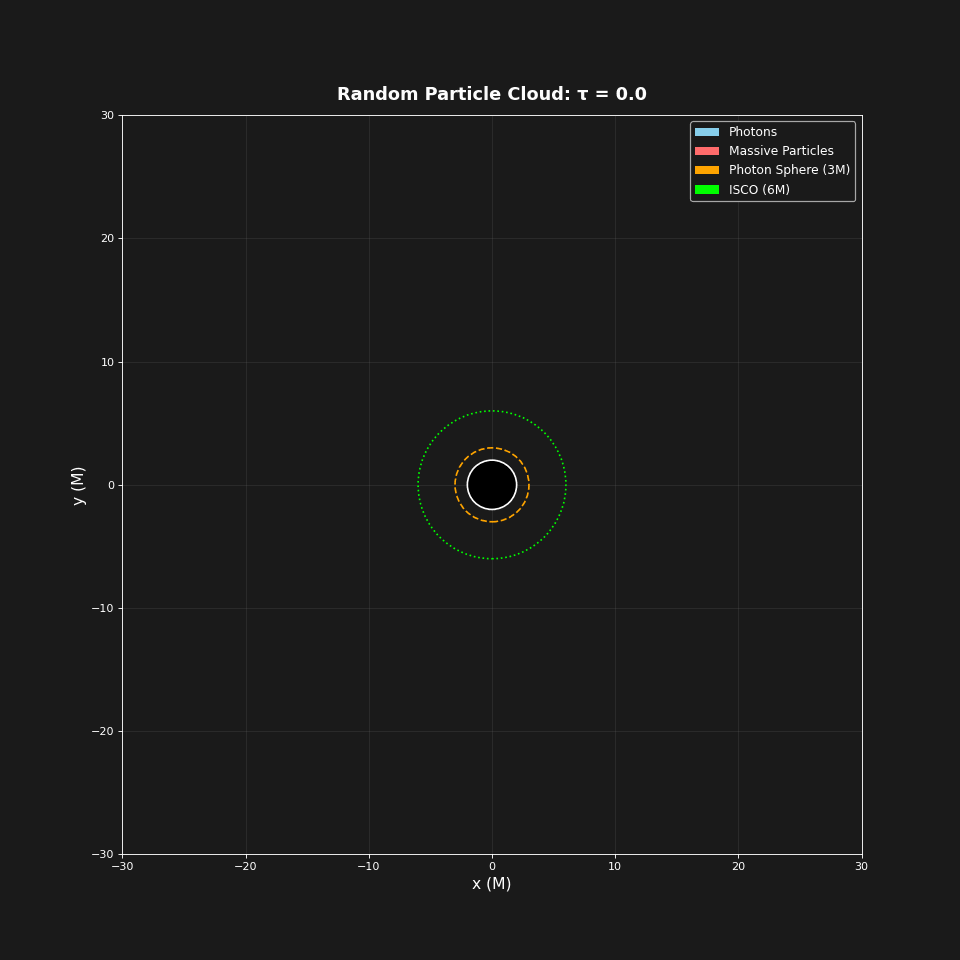 Random Particle Cloud: τ = 0.0
Photons
Massive Particles
Photon Sphere (3M)
ISCO (6M)
30
20
10
0
−10
−20
−30
y (M)
−30 −20 −10 0 10 20 30
x (M)